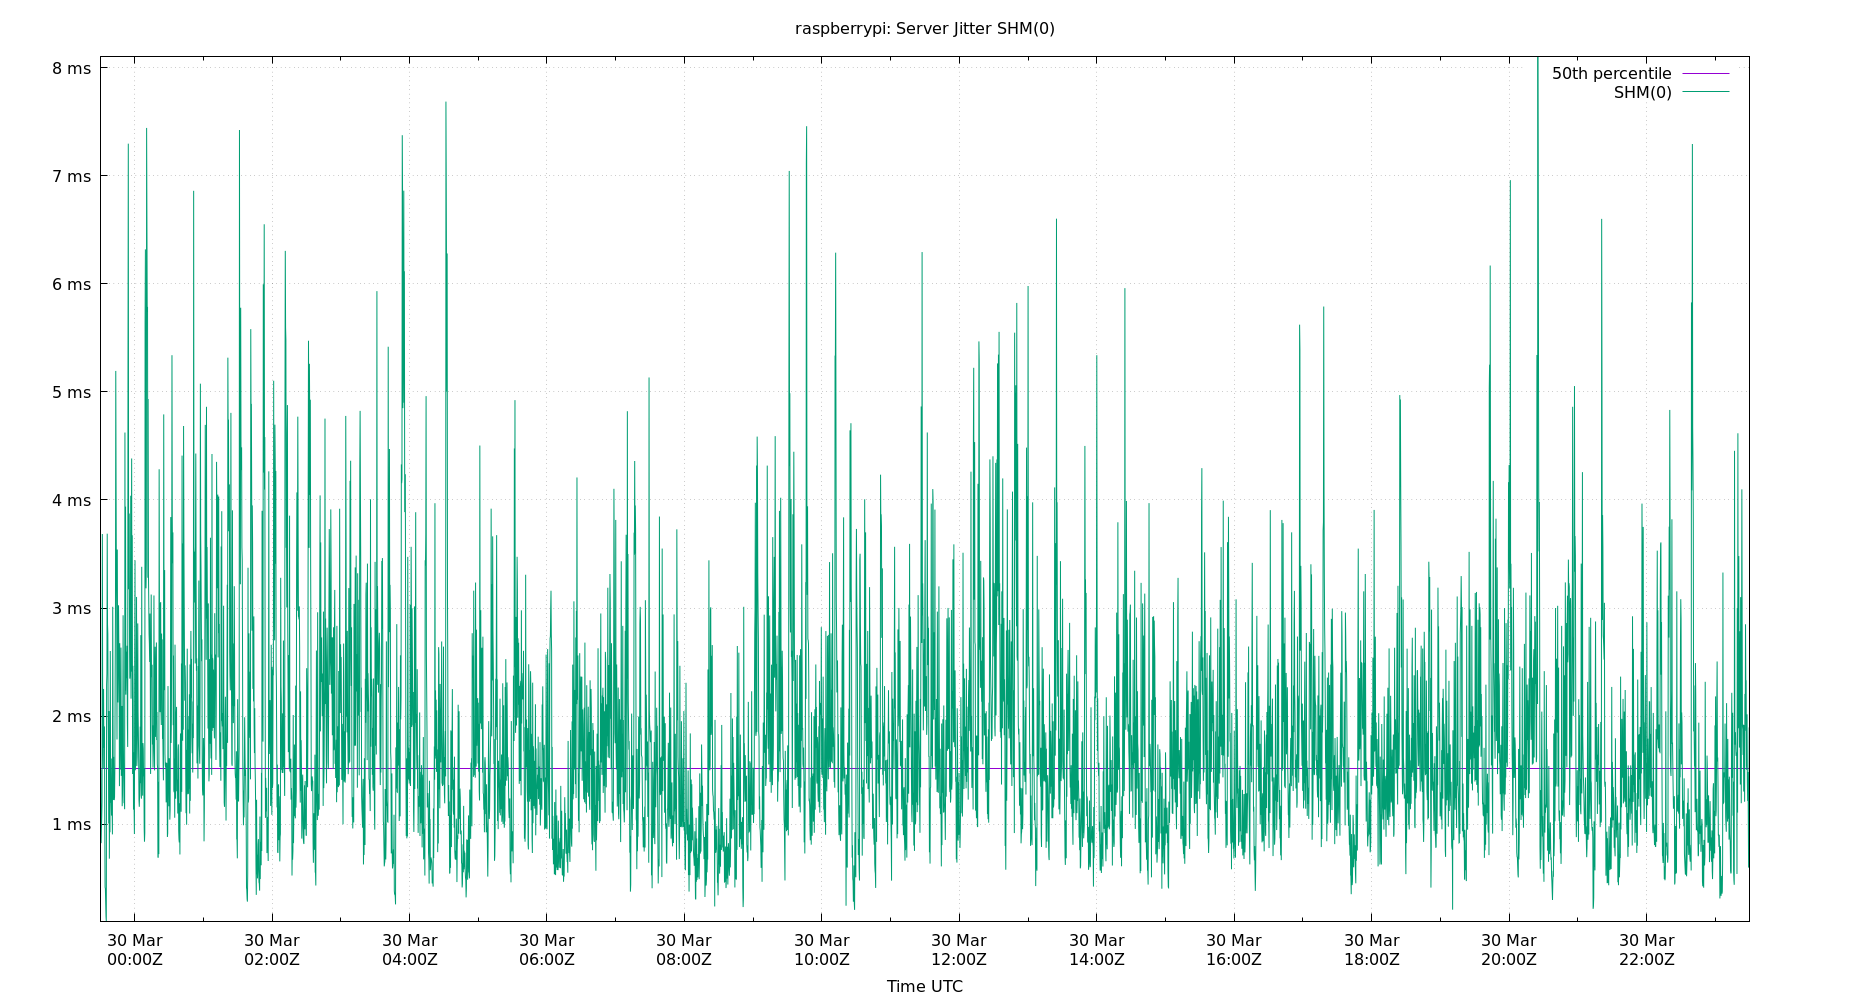 raspberrypi: Server Jitter SHM(0)
50th percentile
SHM(0)
8 ms
7 ms
6 ms
5 ms
4 ms
3 ms
2 ms
1 ms
30 Mar 30 Mar 30 Mar 30 Mar 30 Mar 30 Mar 30 Mar 30 Mar 30 Mar 30 Mar 30 Mar 30 Mar
00:00Z 02:00Z 04:00Z 06:00Z 08:00Z 10:00Z 12:00Z 14:00Z 16:00Z 18:00Z 20:00Z 22:00Z
Time UTC